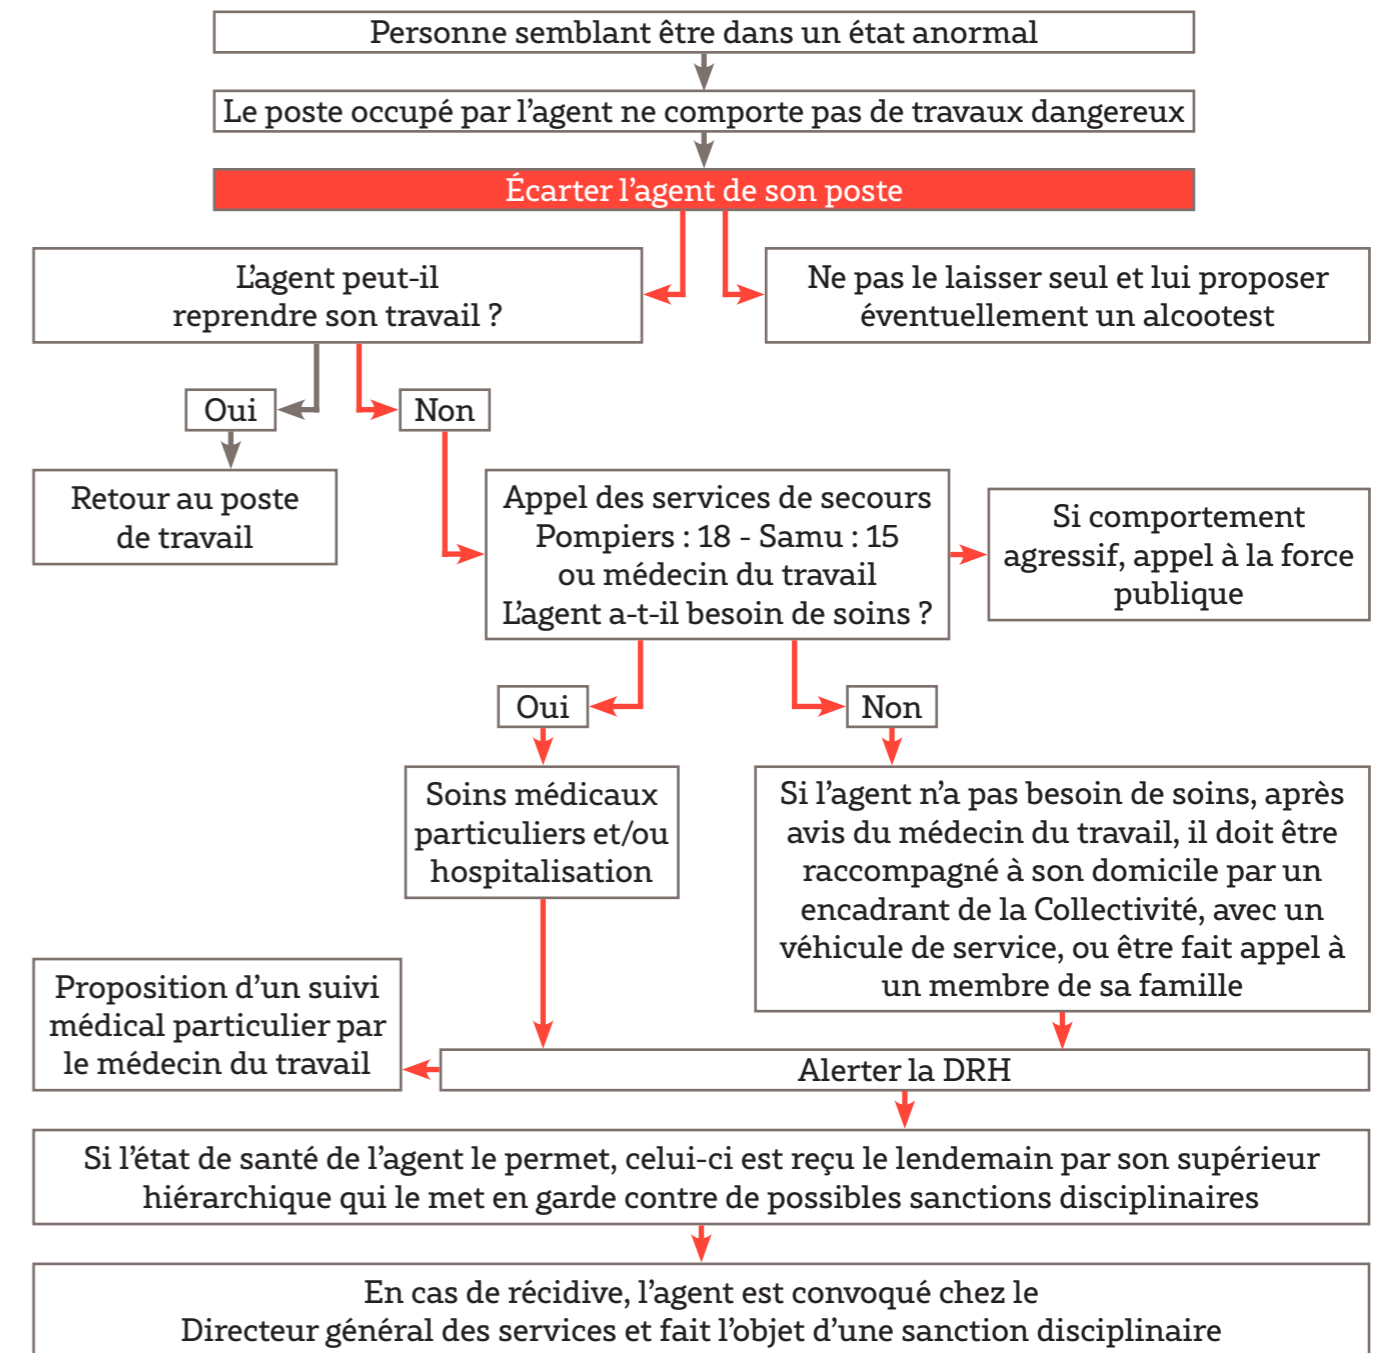 Personne semblant être dans un état anormal
Le poste occupé par l’agent ne comporte pas de travaux dangereux
Écarter l’agent de son poste
L’agent peut-il
reprendre son travail ?
Ne pas le laisser seul et lui proposer
éventuellement un alcootest
Oui
Non
Retour au poste
de travail
Appel des services de secours
Pompiers : 18 - Samu : 15
ou médecin du travail
L’agent a-t-il besoin de soins ?
Si comportement
agressif, appel à la force
publique
Oui
Non
Soins médicaux
particuliers et/ou
hospitalisation
Si l’agent n’a pas besoin de soins, après
avis du médecin du travail, il doit être
raccompagné à son domicile par un
encadrant de la Collectivité, avec un
véhicule de service, ou être fait appel à
un membre de sa famille
Proposition d’un suivi
médical particulier par
le médecin du travail
Alerter la DRH
Si l’état de santé de l’agent le permet, celui-ci est reçu le lendemain par son supérieur
hiérarchique qui le met en garde contre de possibles sanctions disciplinaires
En cas de récidive, l’agent est convoqué chez le
Directeur général des services et fait l’objet d’une sanction disciplinaire